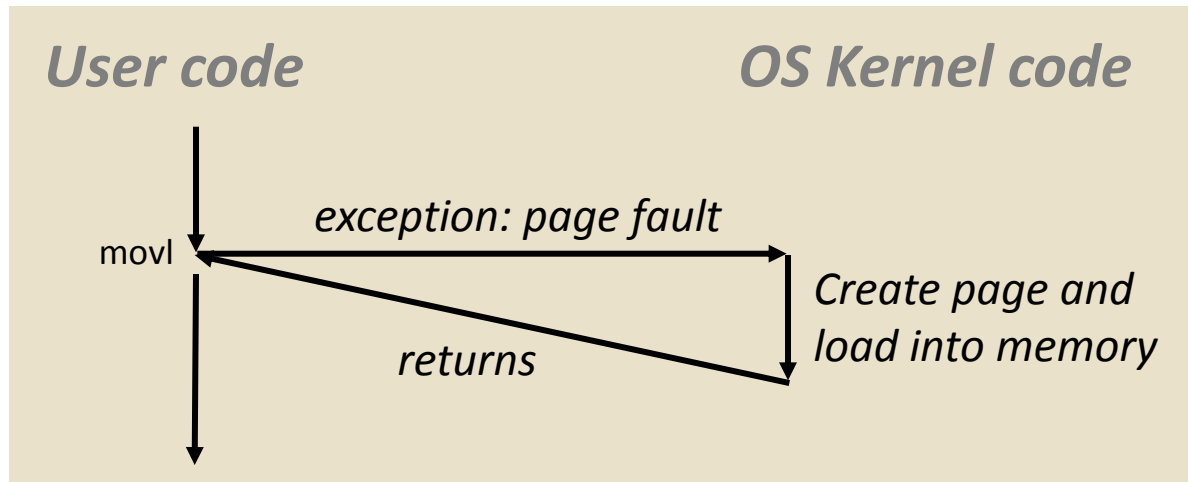 User code
OS Kernel code
exception: page fault
movl
Create page and
load into memory
returns